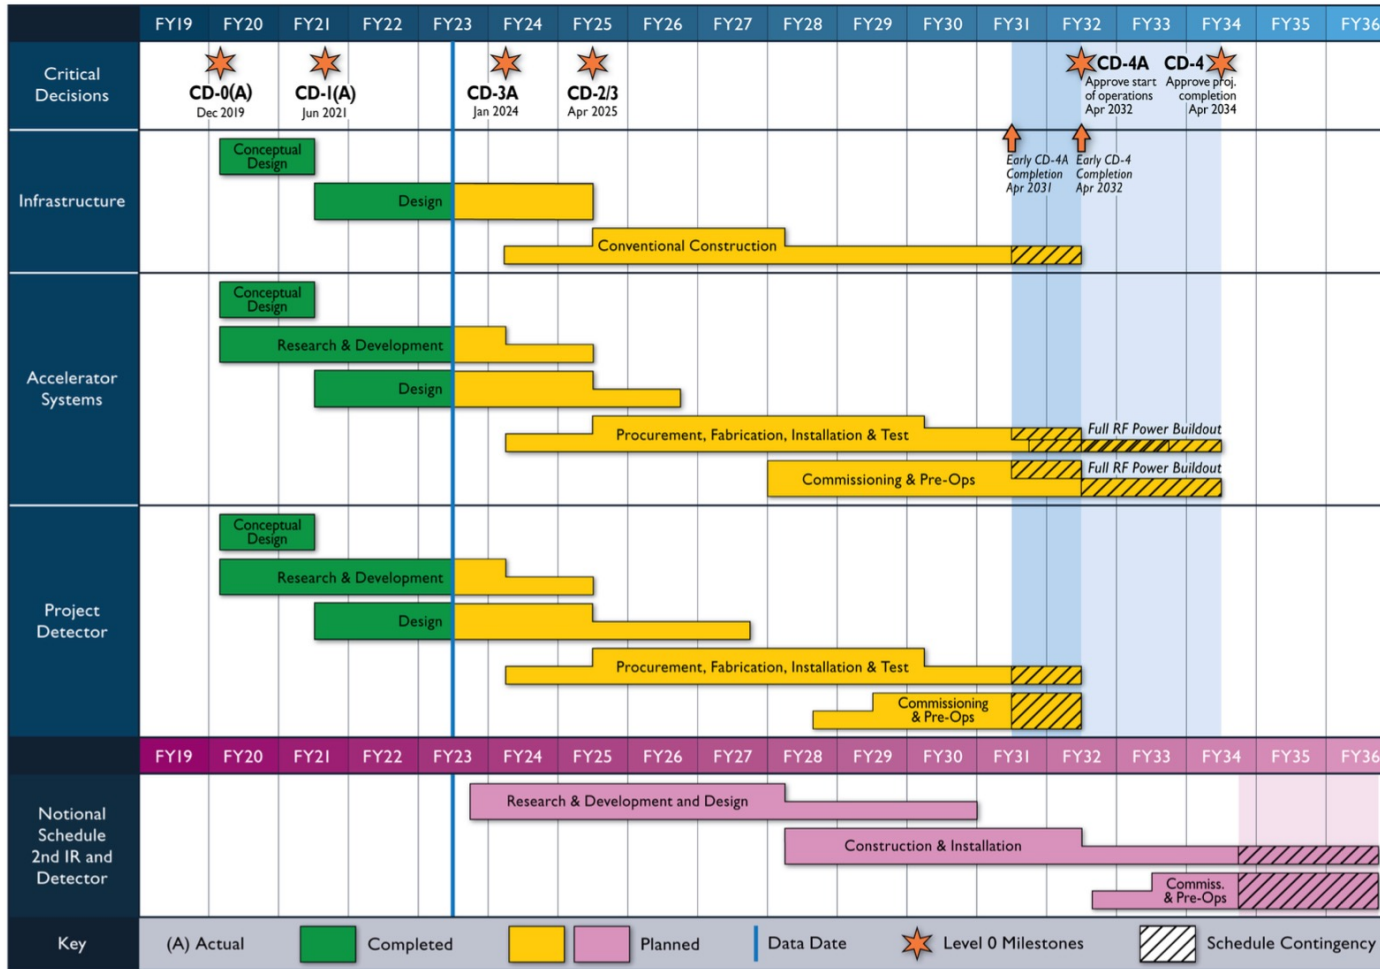 FY19 FY20 FY21 FY22 FY23 FY24 FY25 FY26 FY27 FY28 FY29 FY30 FY31 FY32 FY33 FY34 FY35 FY36
Critical
Decisions
CD-0(A)
Dec 2019
CD-1(A)
Jun 2021
CD-3A
Jan 2024
CD-2/3
Apr 2025
CD-4A
Approve start
of operations
Apr 2032
CD-4
Approve proj.
completion
Apr 2034
Infrastructure
Early CD-4A
Completion
Apr 2031
Early CD-4
Completion
Apr 2032
Conceptual
Design
Design
Conventional Construction
Accelerator
Systems
Conceptual
Design
Research & Development
Design
Procurement, Fabrication, Installation & Test
Full RF Power Buildout
Commissioning & Pre-Ops
Full RF Power Buildout
Project
Detector
Conceptual
Design
Research & Development
Design
Procurement, Fabrication, Installation & Test
Commissioning
& Pre-Ops
FY19 FY20 FY21 FY22 FY23 FY24 FY25 FY26 FY27 FY28 FY29 FY30 FY31 FY32 FY33 FY34 FY35 FY36
Notional
Schedule
2nd IR and
Detector
Research & Development and Design
Construction & Installation
Commiss.
& Pre-Ops
Key
(A) Actual
Completed
Planned
Data Date
Level 0 Milestones
Schedule Contingency